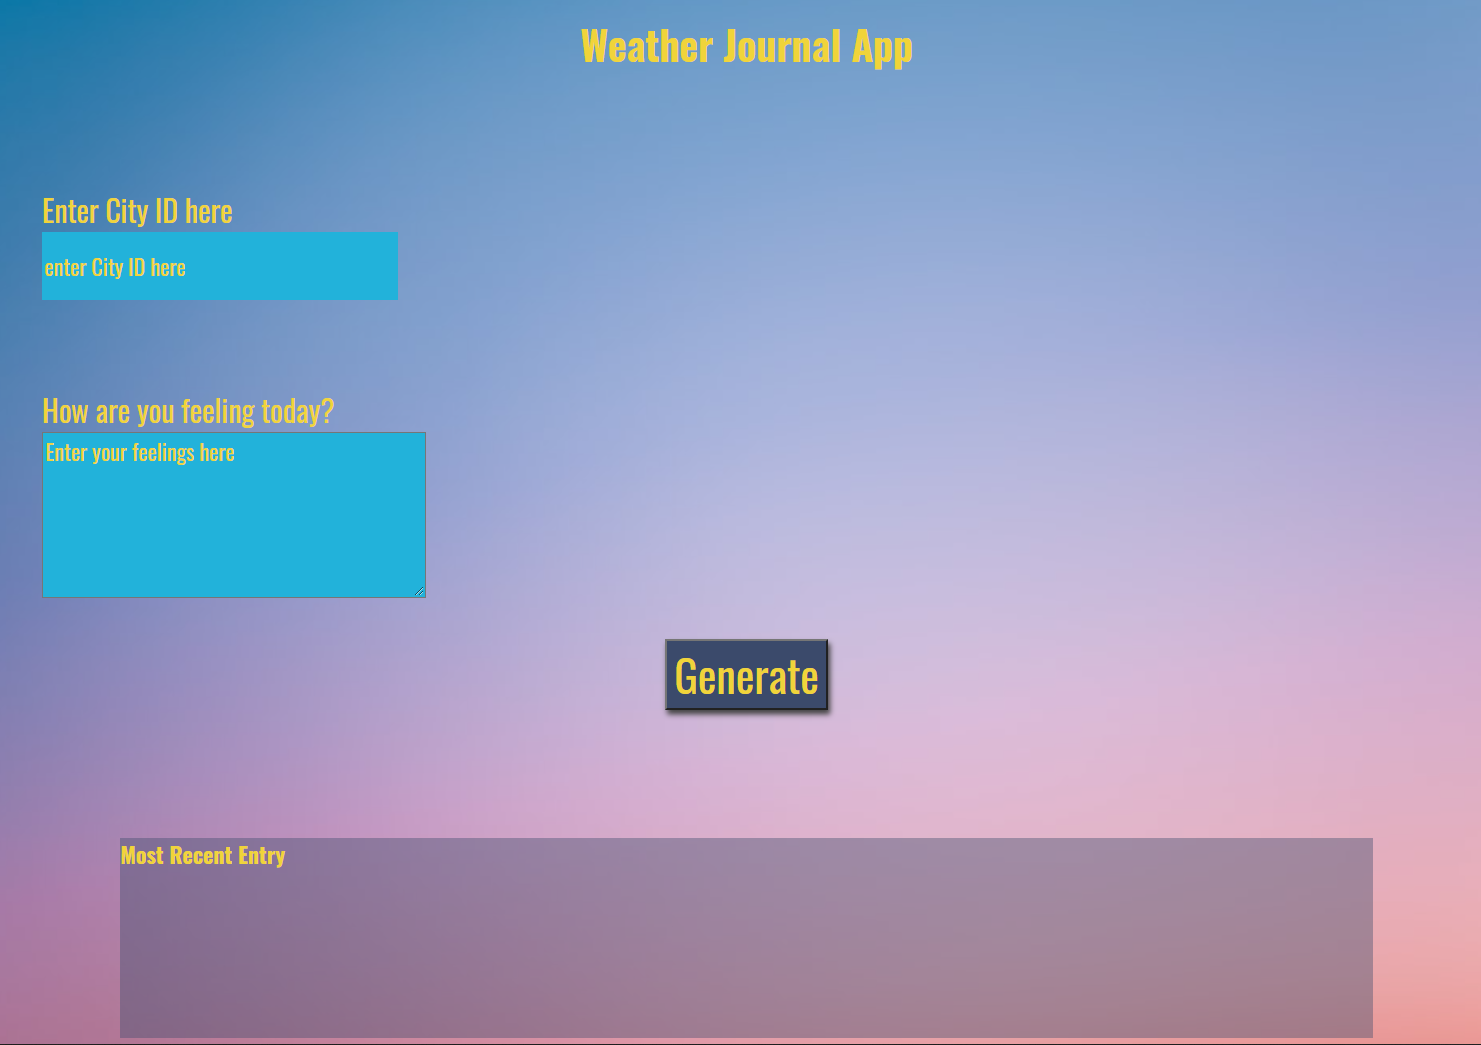 Weather Journal App
Enter City ID here
enter City ID here
How are you feeling today?
Enter your feelings here
Generate
Most Recent Entry